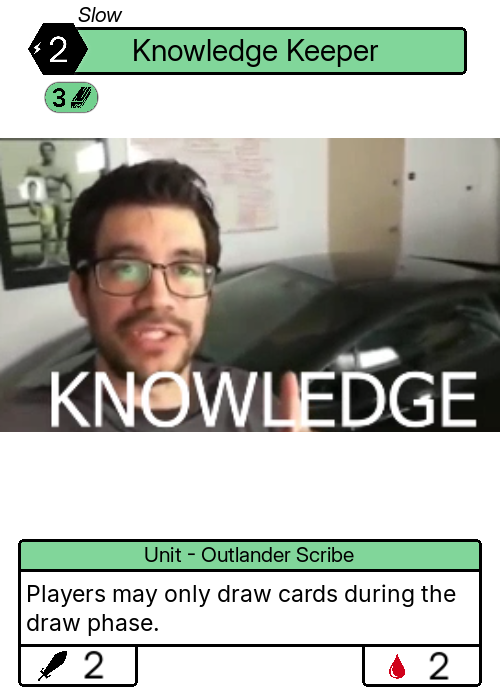 Slow
2
Knowledge Keeper
3
KNOWLEDGE
Unit - Outlander Scribe
Players may only draw cards during the
draw phase.
2
2